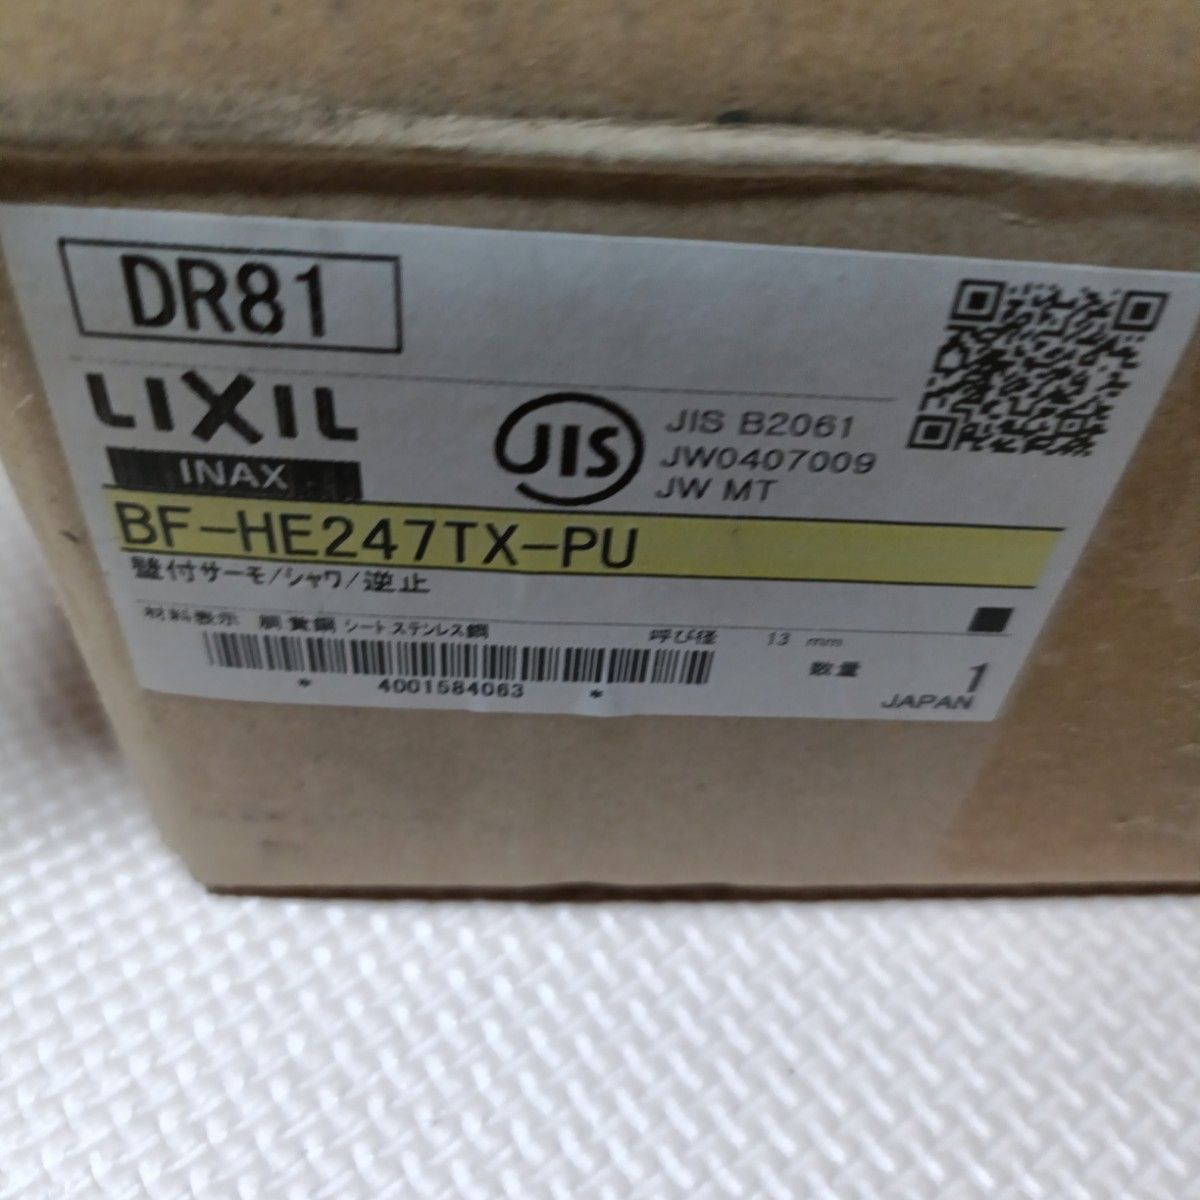 DR81
LIXIL
INAX
JIS
JIS B2061
JW0407009
JW MT
BF-HE247TX-PU
壁付サーモ/シャワ/逆止
材料表示 胴 黄銅 シート ステンレス鋼
呼び径 13 mm
* 4001584063 *
数量 1
JAPAN